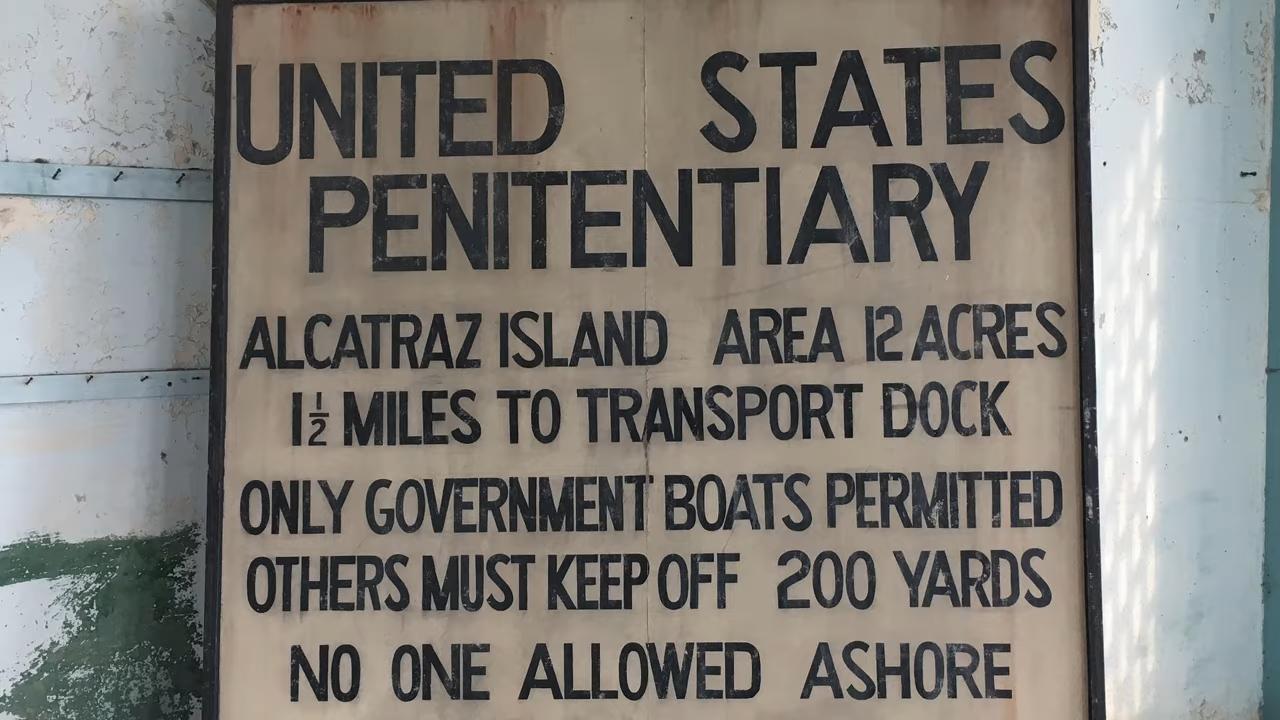 UNITED STATES
PENITENTIARY
ALCATRAZ ISLAND AREA 12 ACRES
1½ MILES TO TRANSPORT DOCK
ONLY GOVERNMENT BOATS PERMITTED
OTHERS MUST KEEP OFF 200 YARDS
NO ONE ALLOWED ASHORE